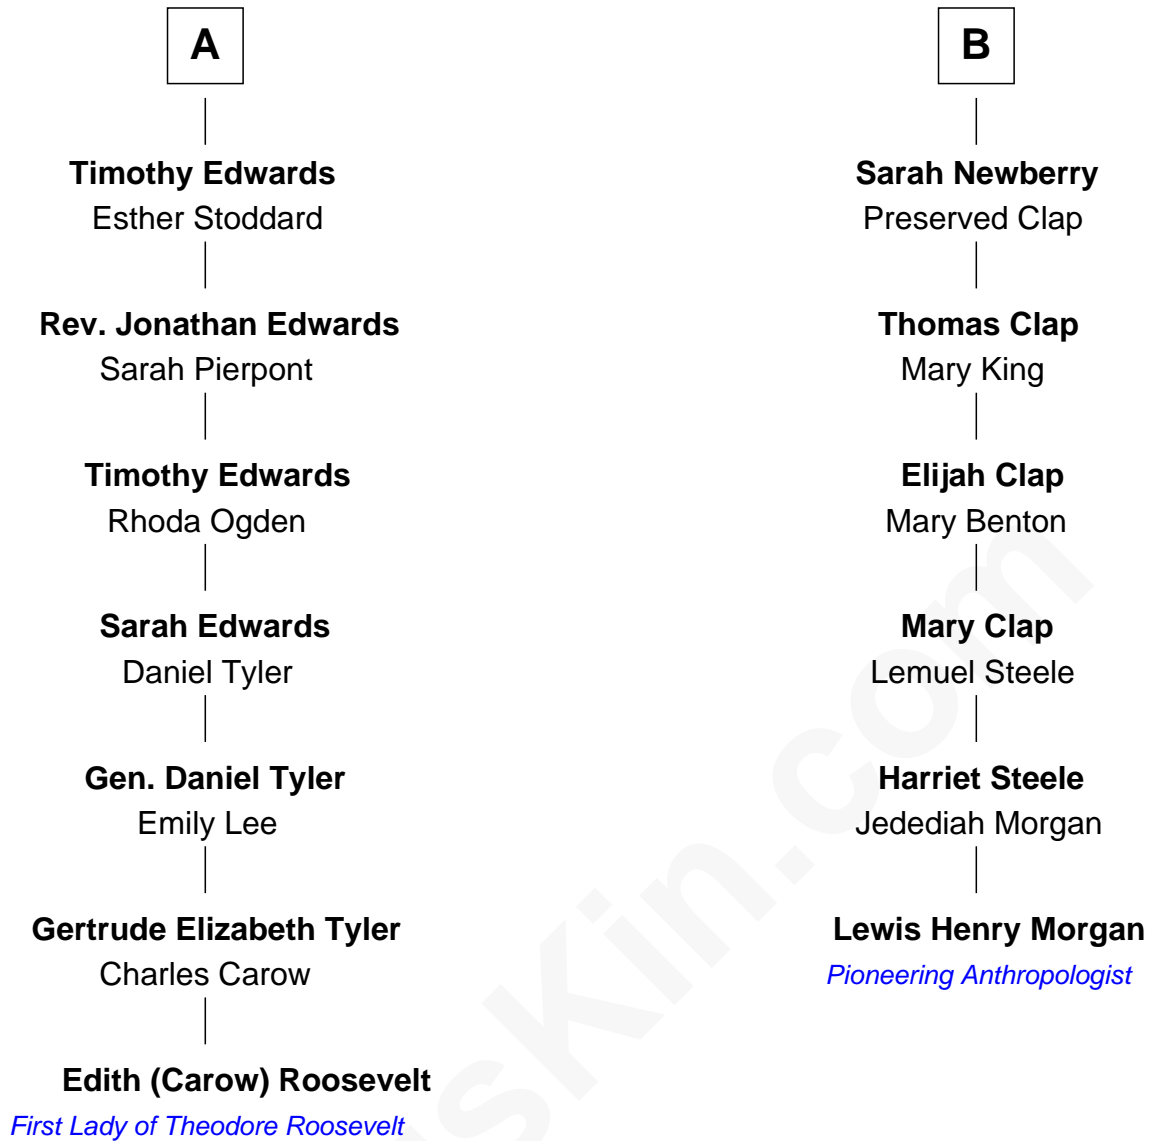 A
Timothy Edwards
Esther Stoddard
Rev. Jonathan Edwards
Sarah Pierpont
Timothy Edwards
Rhoda Ogden
Sarah Edwards
Daniel Tyler
Gen. Daniel Tyler
Emily Lee
Gertrude Elizabeth Tyler
Charles Carow
Edith (Carow) Roosevelt
First Lady of Theodore Roosevelt
B
Sarah Newberry
Preserved Clap
Thomas Clap
Mary King
Elijah Clap
Mary Benton
Mary Clap
Lemuel Steele
Harriet Steele
Jedediah Morgan
Lewis Henry Morgan
Pioneering Anthropologist
sKin.com